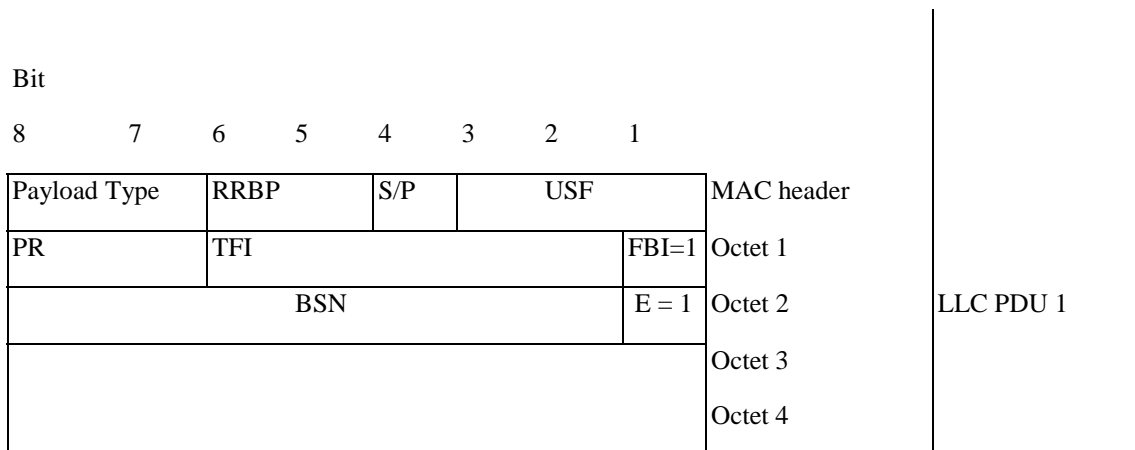 Bit
8 7 6 5 4 3 2 1
Payload Type RRBP S/P USF MAC header
PR TFI FBI=1 Octet 1
BSN E = 1 Octet 2 LLC PDU 1
Octet 3
Octet 4